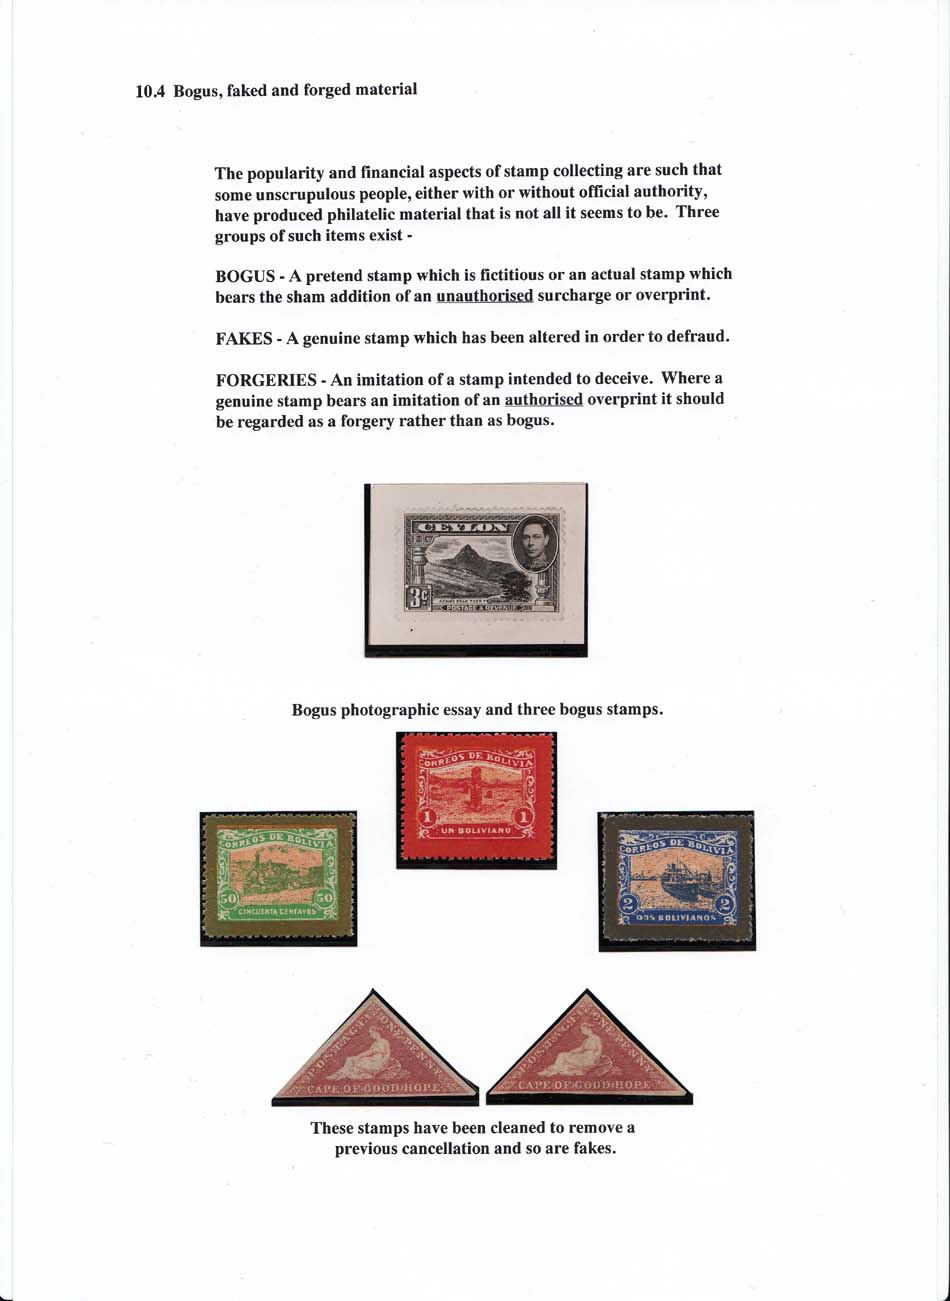 10.4 Bogus, faked and forged material
The popularity and financial aspects of stamp collecting are such that
some unscrupulous people, either with or without official authority,
have produced philatelic material that is not all it seems to be. Three
groups of such items exist -
BOGUS - A pretend stamp which is fictitious or an actual stamp which
bears the sham addition of an unauthorised surcharge or overprint.
FAKES - A genuine stamp which has been altered in order to defraud.
FORGERIES - An imitation of a stamp intended to deceive. Where a
genuine stamp bears an imitation of an authorised overprint it should
be regarded as a forgery rather than as bogus.
CEYLON
3c
POSTAGE & REVENUE
Bogus photographic essay and three bogus stamps.
CORREOS DE BOLIVIA
1 1
UN BOLIVIANO
CORREOS DE BOLIVIA
50 50
CINCUENTA CENTAVOS
CORREOS DE BOLIVIA
2 2
DOS BOLIVIANOS
POSTAGE ONE PENNY
CAPE OF GOOD HOPE
POSTAGE ONE PENNY
CAPE OF GOOD HOPE
These stamps have been cleaned to remove a
previous cancellation and so are fakes.